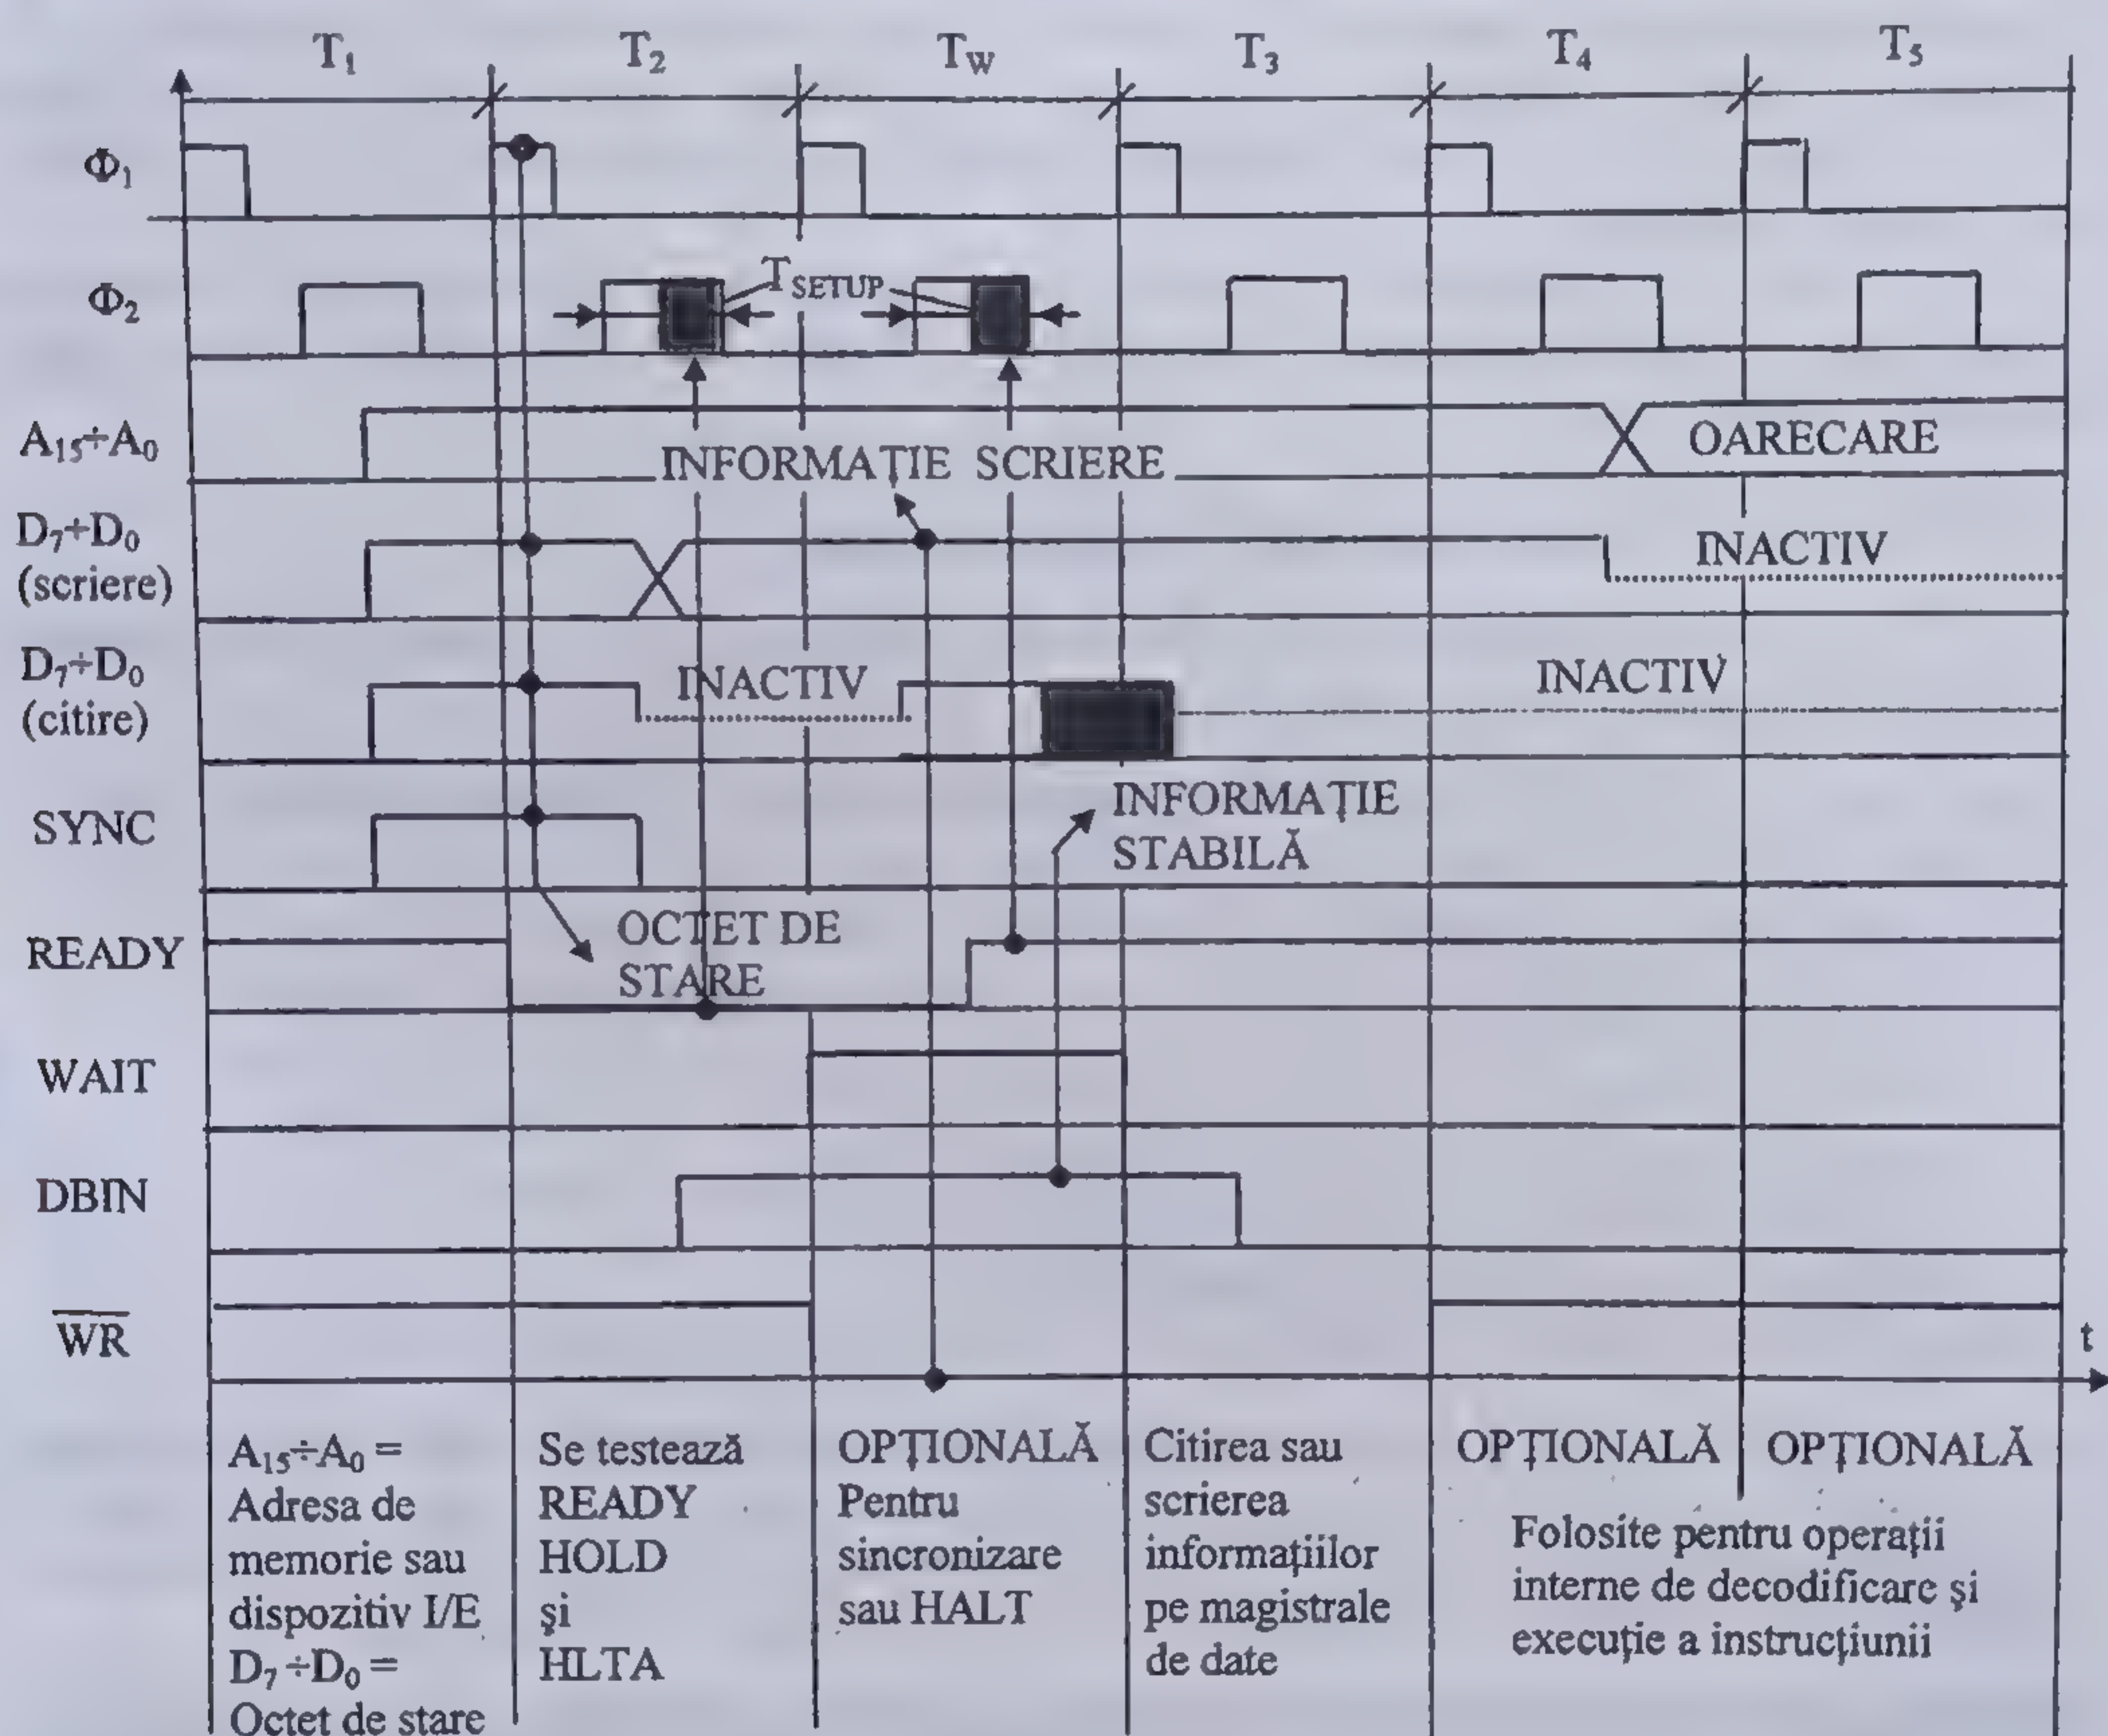 T₁ T₂ T_W T₃ T₄ T₅
Φ₁
Φ₂
T_SETUP
A₁₅÷A₀
OARECARE
INFORMAȚIE SCRIERE
D₇÷D₀
(scriere)
INACTIV
D₇÷D₀
(citire)
INACTIV
INACTIV
SYNC
INFORMAȚIE
STABILĂ
READY
OCTET DE
STARE
WAIT
DBIN
W̅R̅
t
A₁₅÷A₀ =
Adresa de
memorie sau
dispozitiv I/E
D₇÷D₀ =
Octet de stare
Se testează
READY
HOLD
și
HLTA
OPȚIONALĂ
Pentru
sincronizare
sau HALT
Citirea sau
scrierea
informațiilor
pe magistrale
de date
OPȚIONALĂ
OPȚIONALĂ
Folosite pentru operații
interne de decodificare și
execuție a instrucțiunii